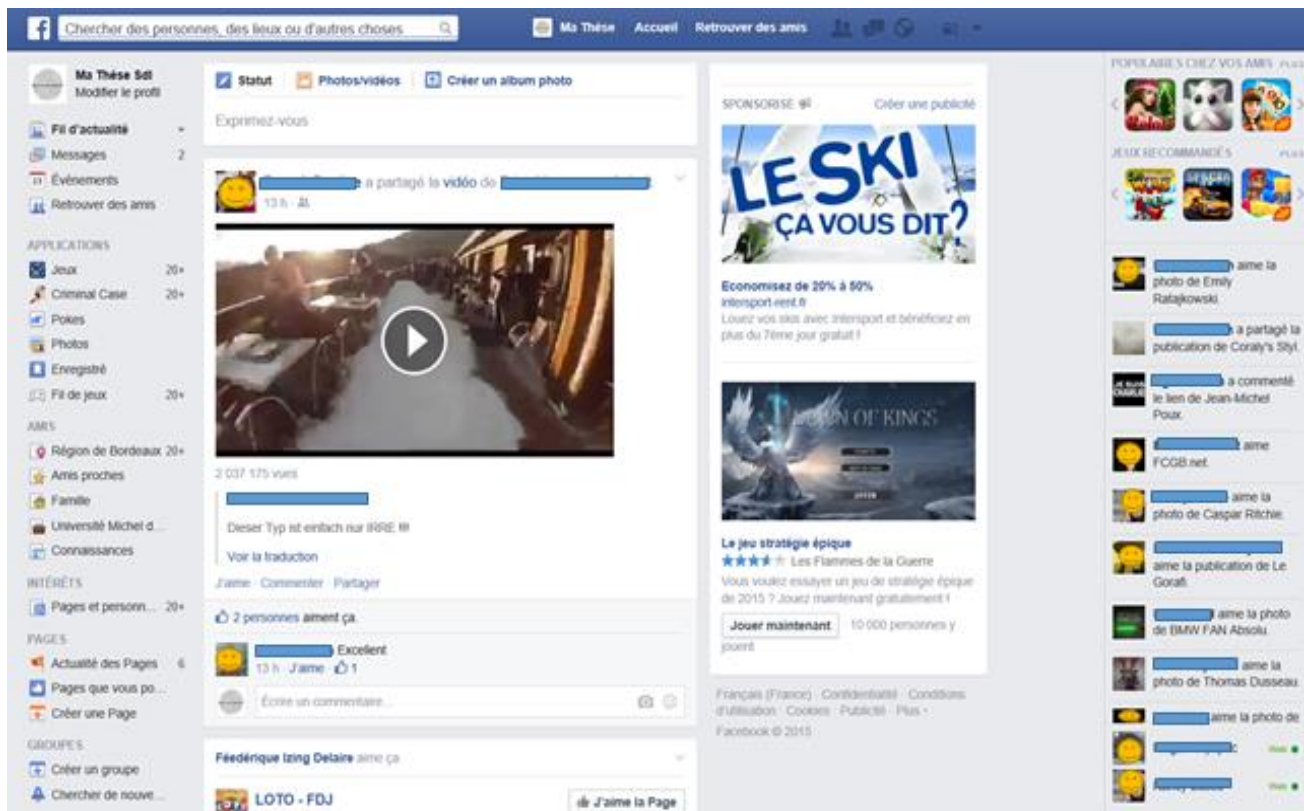 Chercher des personnes, des lieux ou d'autres choses
Ma Thèse Accueil Retrouver des amis
Ma Thèse Sdl
Modifier le profil
Fil d'actualité
Messages 2
Événements
Retrouver des amis
APPLICATIONS
Jeux 20+
Criminal Case 20+
Pokes
Photos
Enregistré
Fil de jeux 20+
AMIS
Région de Bordeaux 20+
Amis proches
Famille
Université Michel d...
Connaissances
INTÉRÊTS
Pages et personn... 20+
PAGES
Actualité des Pages 6
Pages que vous po...
Créer une Page
GROUPES
Créer un groupe
Chercher de nouve...
Statut Photos/vidéos Créer un album photo
Exprimez-vous
a partagé la vidéo de
13 h
2 037 175 vues
Dieser Typ ist einfach nur IRRE !!!!
Voir la traduction
J'aime · Commenter · Partager
2 personnes aiment ça.
Excellent
13 h · J'aime · 1
Écrire un commentaire...
Féedérique Izing Delaire aime ça
LOTO - FDJ
J'aime la Page
SPONSORISÉ Créer une publicité
LE SKI
ÇA VOUS DIT?
Economisez de 20% à 50%
intersport-rent.fr
Louez vos skis avec Intersport et bénéficiez en
plus du 7ème jour gratuit !
OF KINGS
Le jeu stratégie épique
Les Flammes de la Guerre
Vous voulez essayer un jeu de stratégie épique
de 2015 ? Jouez maintenant gratuitement !
Jouer maintenant 10 000 personnes y
jouent
Français (France) · Confidentialité · Conditions
d'utilisation · Cookies · Publicité · Plus
Facebook © 2015
POPULAIRES CHEZ VOS AMIS PLUS
JEUX RECOMMANDÉS PLUS
aime la
photo de Emily
Ratajkowski.
a partagé la
publication de Coraly's Styl.
JE SUIS
CHARLIE
a commenté
le lien de Jean-Michel
Poux.
aime
FCGB.net.
aime la
photo de Caspar Ritchie.
aime la publication de Le
Gorafi.
aime la photo
de BMW FAN Absolu.
aime la
photo de Thomas Dusseau.
aime la photo de
Web
Web